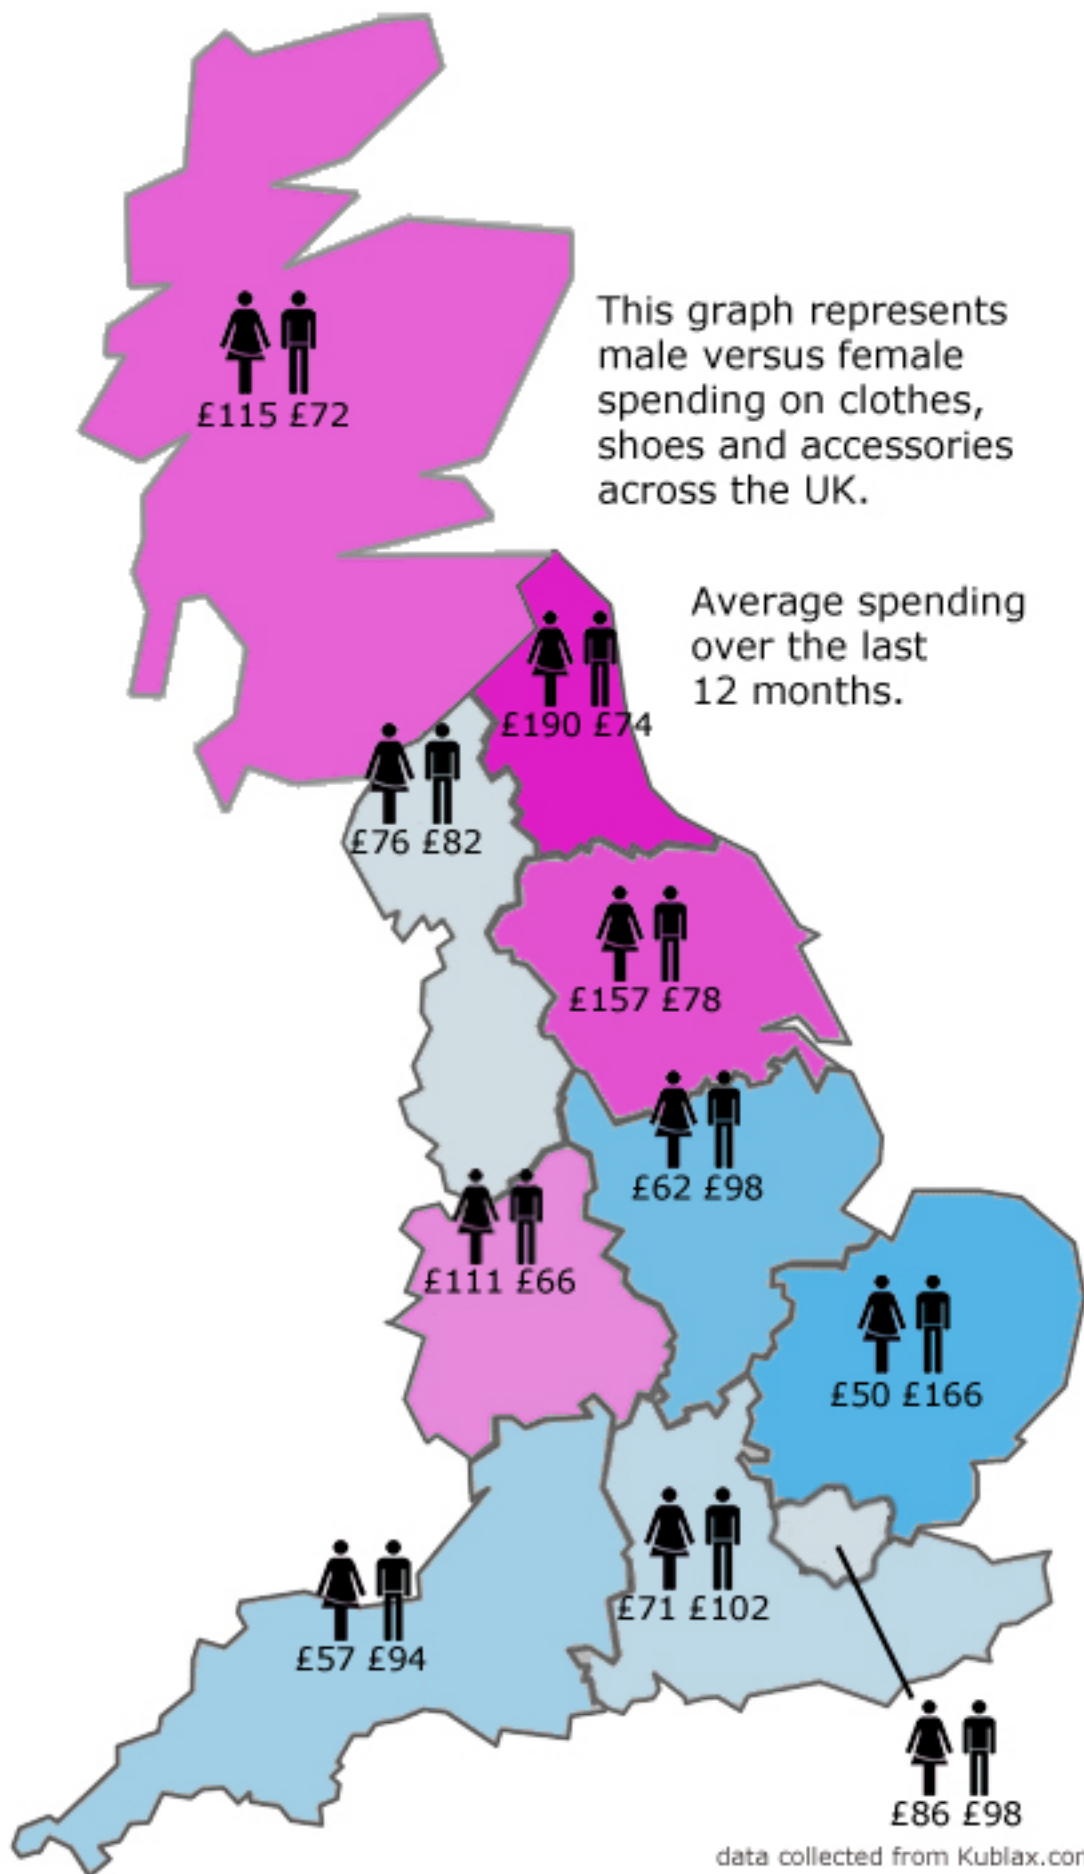 This graph represents
male versus female
spending on clothes,
shoes and accessories
across the UK.
£115 £72
Average spending
over the last
12 months.
£190 £74
£76 £82
£157 £78
£62 £98
£111 £66
£50 £166
£71 £102
£57 £94
£86 £98
data collected from Kublax.com